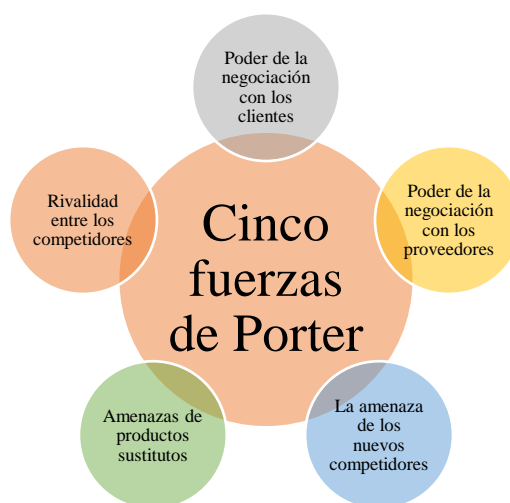 Poder de la
negociación
con los
clientes
Rivalidad
entre los
competidores
Poder de la
negociación
con los
proveedores
Cinco
fuerzas
de Porter
Amenazas de
productos
sustitutos
La amenaza
de los
nuevos
competidores